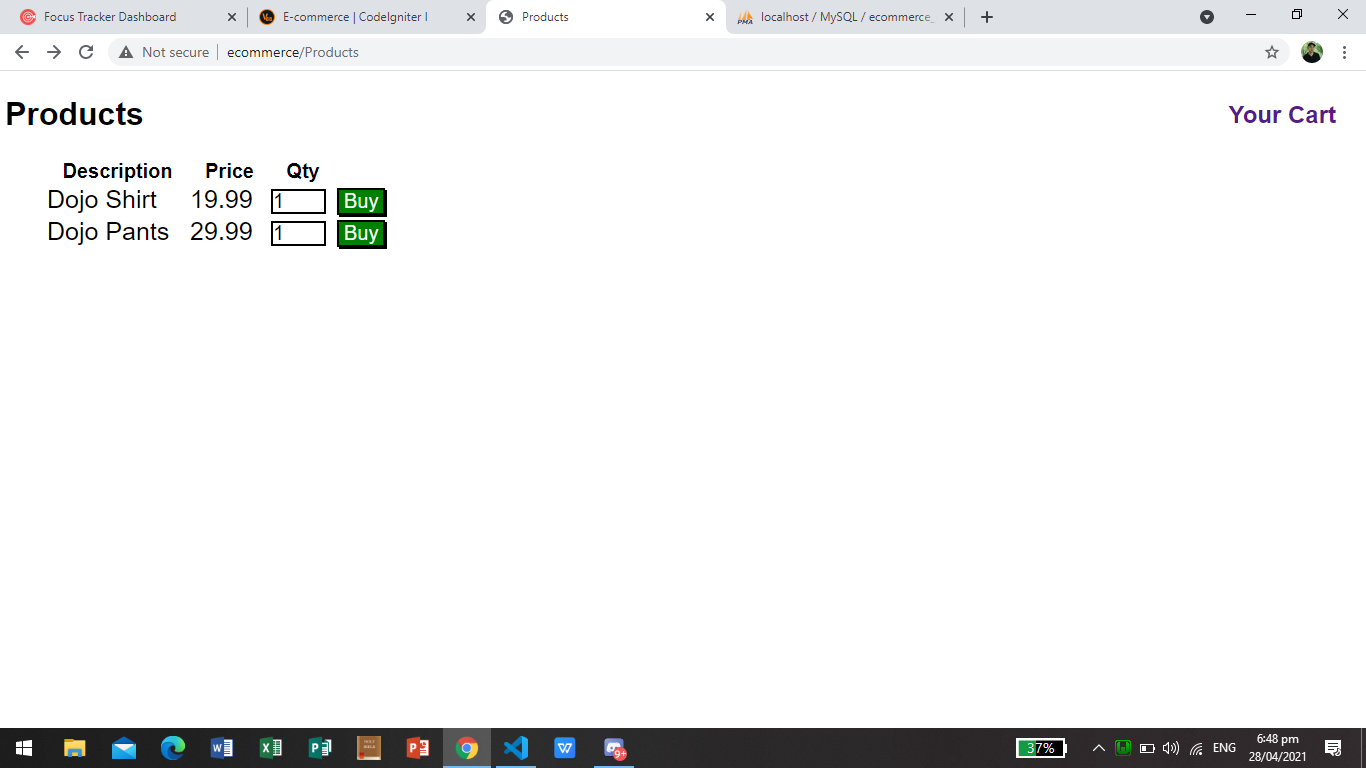 Focus Tracker Dashboard
E-commerce | CodeIgniter I
Products
localhost / MySQL / ecommerce_
Not secure
ecommerce/Products
Products
Your Cart
Description Price Qty
Dojo Shirt 19.99 1 Buy
Dojo Pants 29.99 1 Buy
37%
ENG
6:48 pm
28/04/2021
9+